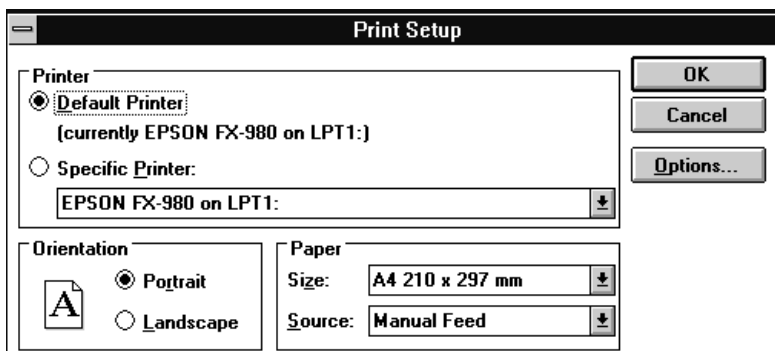 Print Setup
Printer
Default Printer
(currently EPSON FX-980 on LPT1:)
Specific Printer:
EPSON FX-980 on LPT1:
OK
Cancel
Options...
Orientation
A
Portrait
Landscape
Paper
Size: A4 210 x 297 mm
Source: Manual Feed